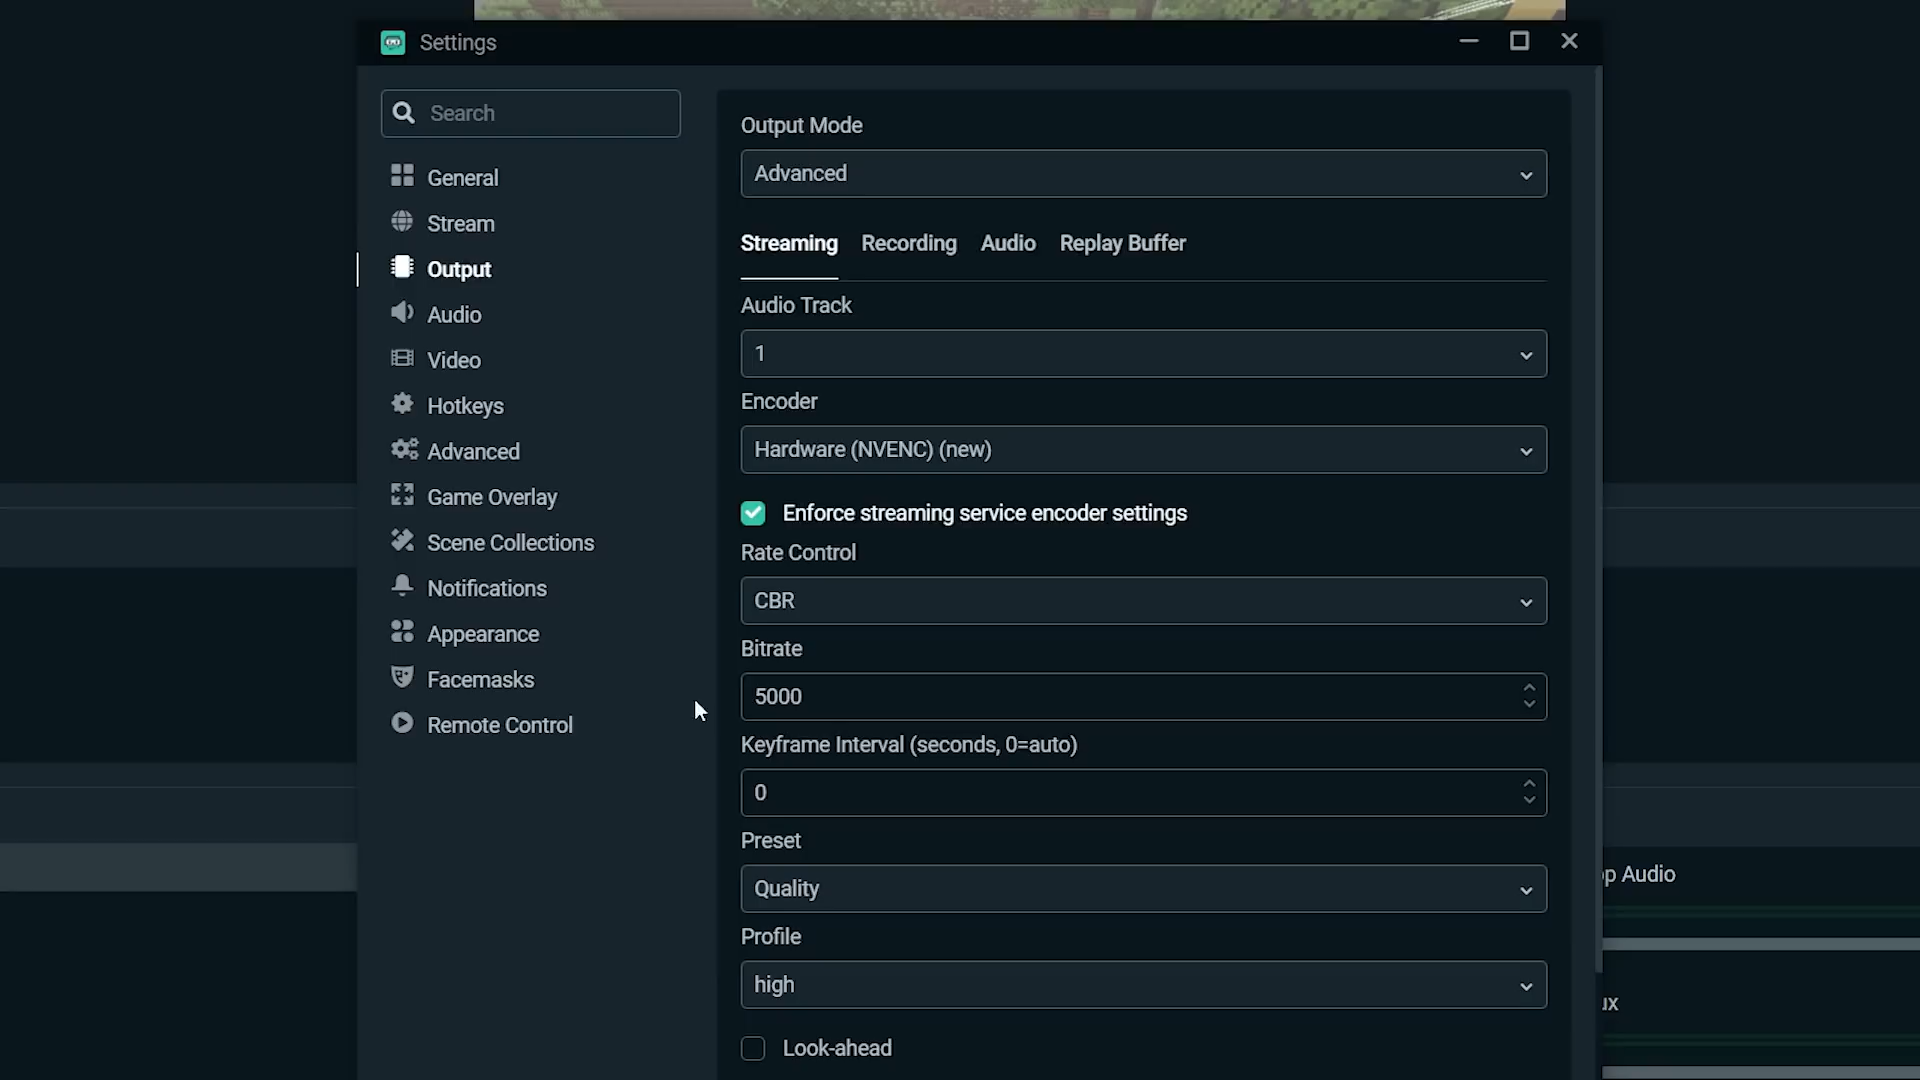 Settings
Search
General
Stream
Output
Audio
Video
Hotkeys
Advanced
Game Overlay
Scene Collections
Notifications
Appearance
Facemasks
Remote Control
Output Mode
Advanced
Streaming Recording Audio Replay Buffer
Audio Track
1
Encoder
Hardware (NVENC) (new)
Enforce streaming service encoder settings
Rate Control
CBR
Bitrate
5000
Keyframe Interval (seconds, 0=auto)
0
Preset
Quality
Profile
high
Look-ahead
p Audio
ux